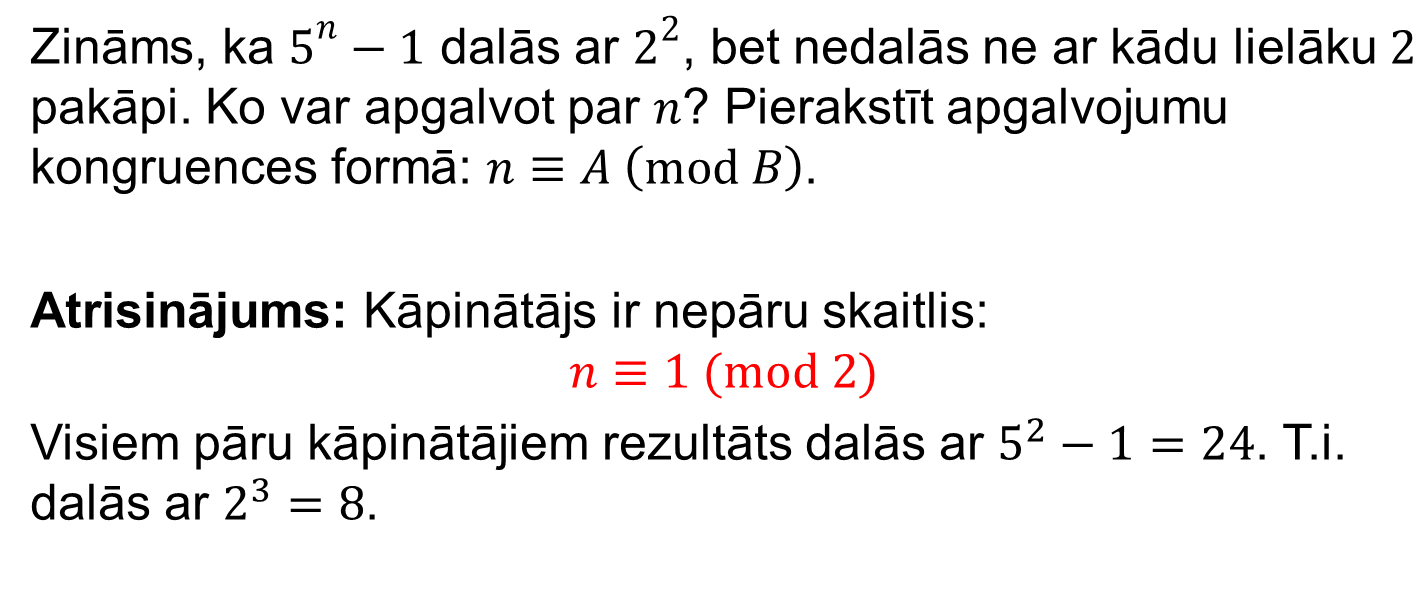 Zināms, ka 5ⁿ − 1 dalās ar 2², bet nedalās ne ar kādu lielāku 2
pakāpi. Ko var apgalvot par n? Pierakstīt apgalvojumu
kongruences formā: n ≡ A (mod B).
Atrisinājums: Kāpinātājs ir nepāru skaitlis:
n ≡ 1 (mod 2)
Visiem pāru kāpinātājiem rezultāts dalās ar 5² − 1 = 24. T.i.
dalās ar 2³ = 8.